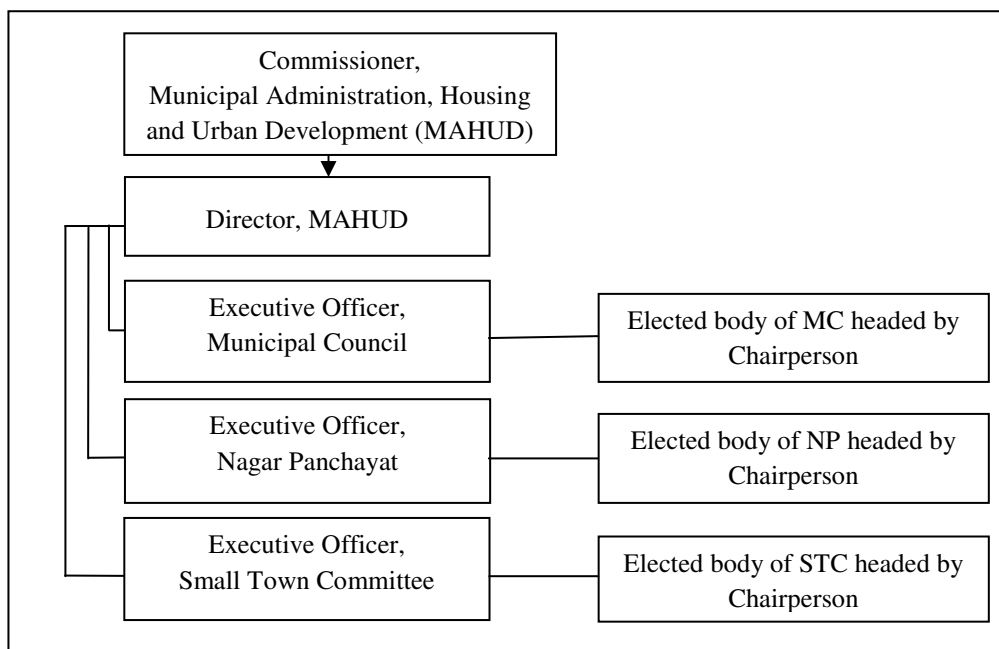 Commissioner,
Municipal Administration, Housing
and Urban Development (MAHUD)
Director, MAHUD
Executive Officer,
Municipal Council
Elected body of MC headed by
Chairperson
Executive Officer,
Nagar Panchayat
Elected body of NP headed by
Chairperson
Executive Officer,
Small Town Committee
Elected body of STC headed by
Chairperson